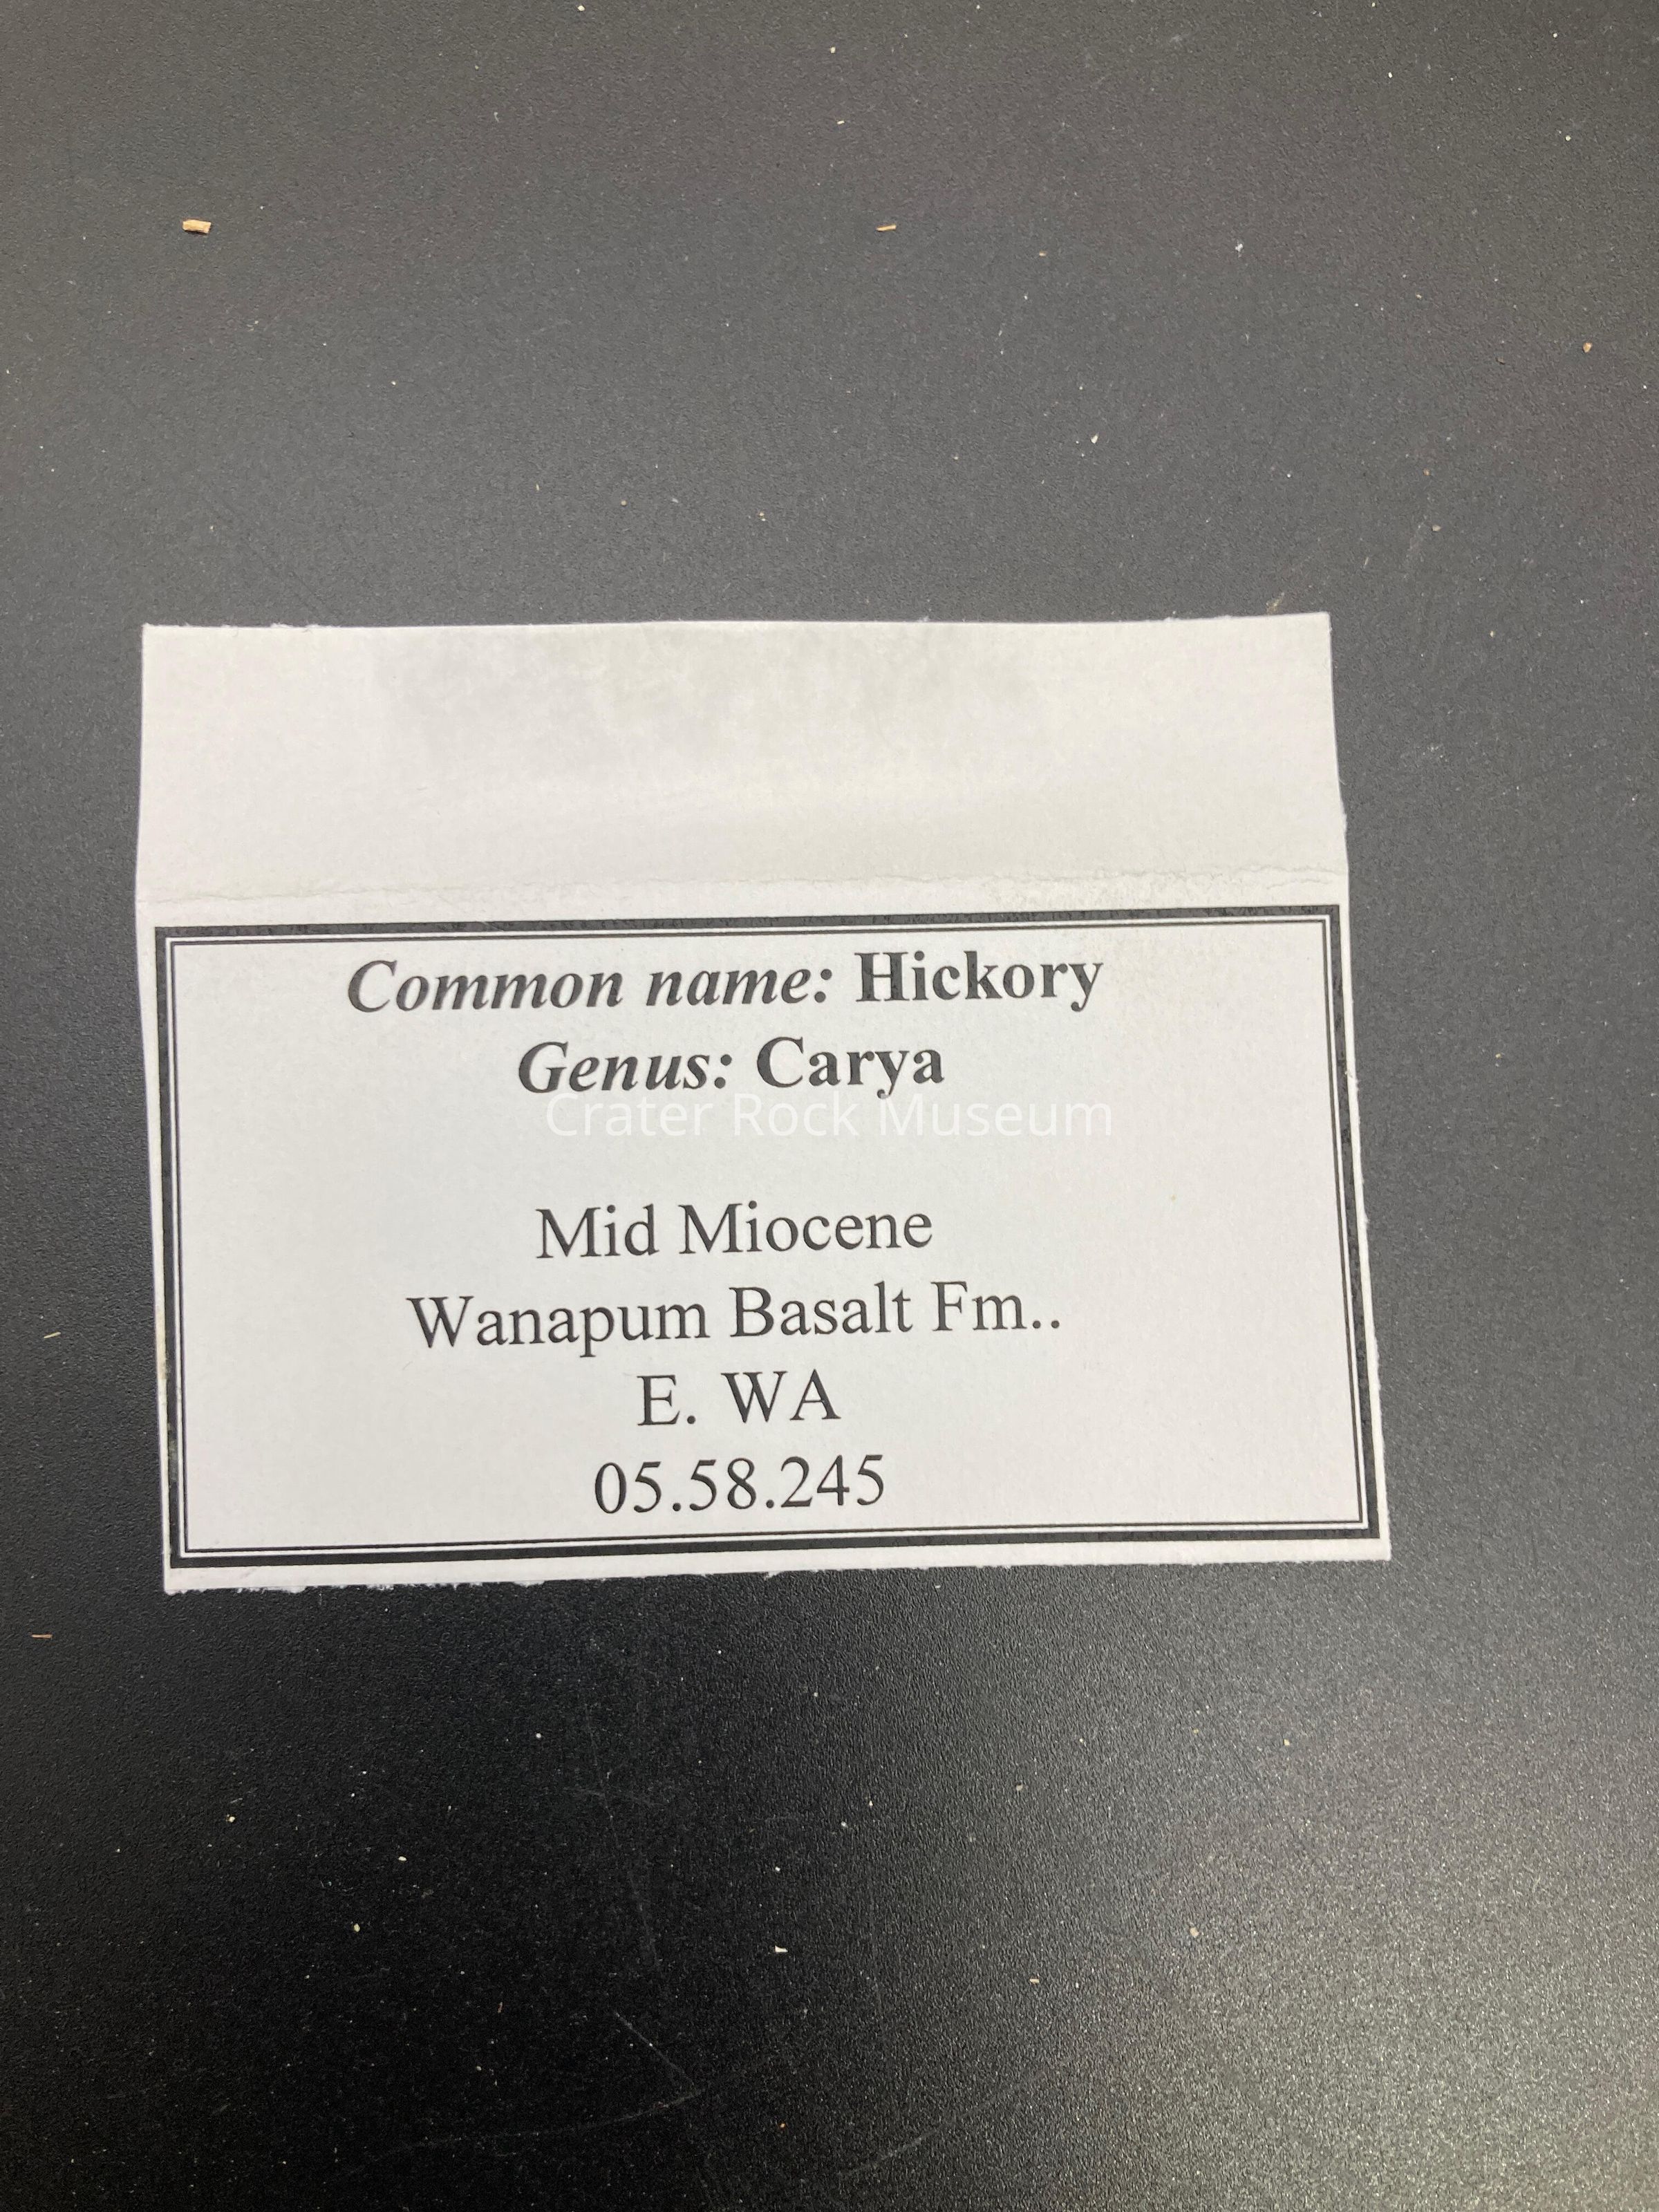 Common name: Hickory
Genus: Carya
Crater Rock Museum
Mid Miocene
Wanapum Basalt Fm..
E. WA
05.58.245